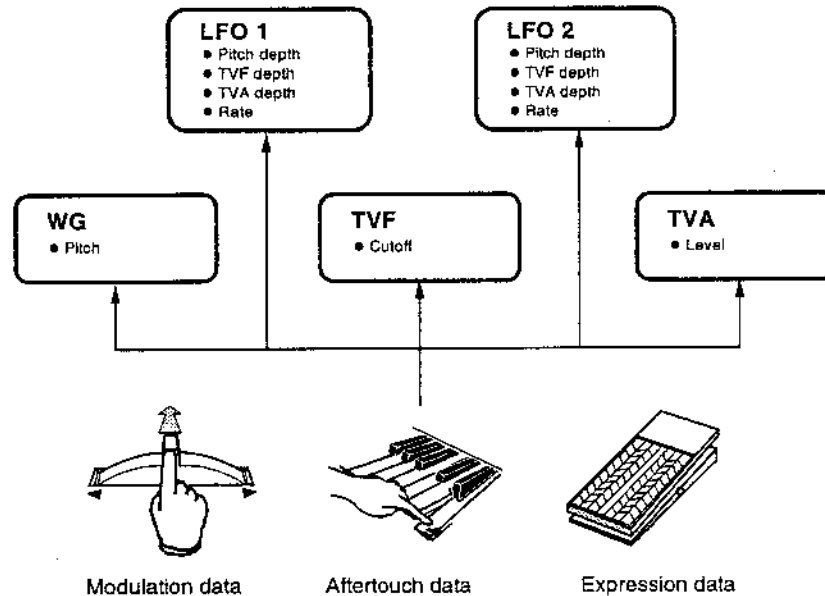 LFO 1
• Pitch depth
• TVF depth
• TVA depth
• Rate
LFO 2
• Pitch depth
• TVF depth
• TVA depth
• Rate
WG
• Pitch
TVF
• Cutoff
TVA
• Level
Modulation data
Aftertouch data
Expression data